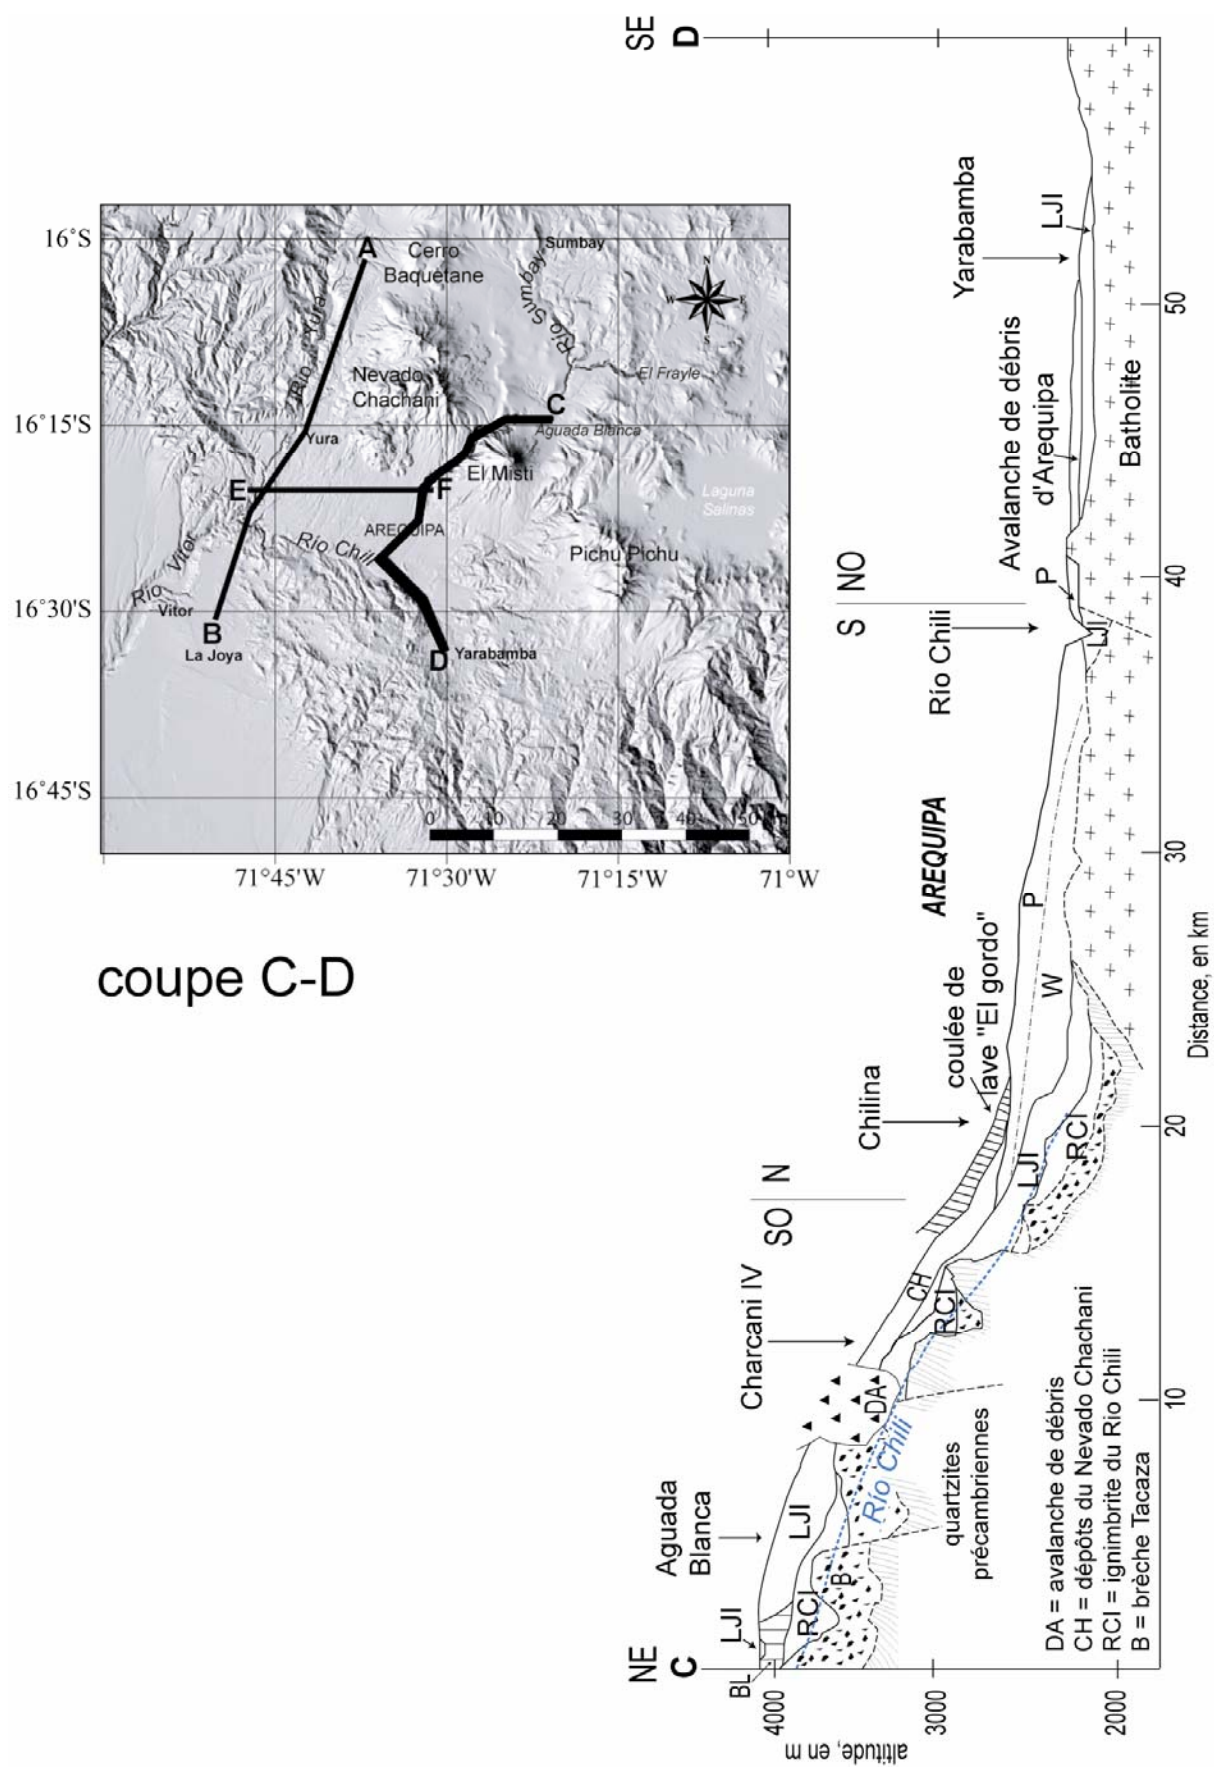 16°S
16°15'S
16°30'S
16°45'S
71°45'W
71°30'W
71°15'W
71°W
A
Cerro
Baquetane
Sumbay
Río Sumbay
Río Yura
Nevado
Chachani
El Frayle
C
Aguada Blanca
Yura
El Misti
E
F
Laguna
Salinas
AREQUIPA
Río Chili
Pichu Pichu
Río Vitor
Vitor
B
La Joya
D
Yarabamba
N
W
E
S
0 10 20 30 40 50
coupe C-D
NE
C
SO
N
S
NO
SE
D
altitude, en m
4000
3000
2000
Distance, en km
10
20
30
40
50
BL
LJI
Aguada
Blanca
LJI
RCI
B
Río Chili
quartzites
précambriennes
DA
Charcani IV
CH
RCI
Chilina
coulée de
lave "El gordo"
LJI
RCI
AREQUIPA
P
W
Río Chili
LJI
P
Avalanche de débris
d'Arequipa
Batholite
Yarabamba
LJI
DA = avalanche de débris
CH = dépôts du Nevado Chachani
RCI = ignimbrite du Rio Chili
B = brèche Tacaza